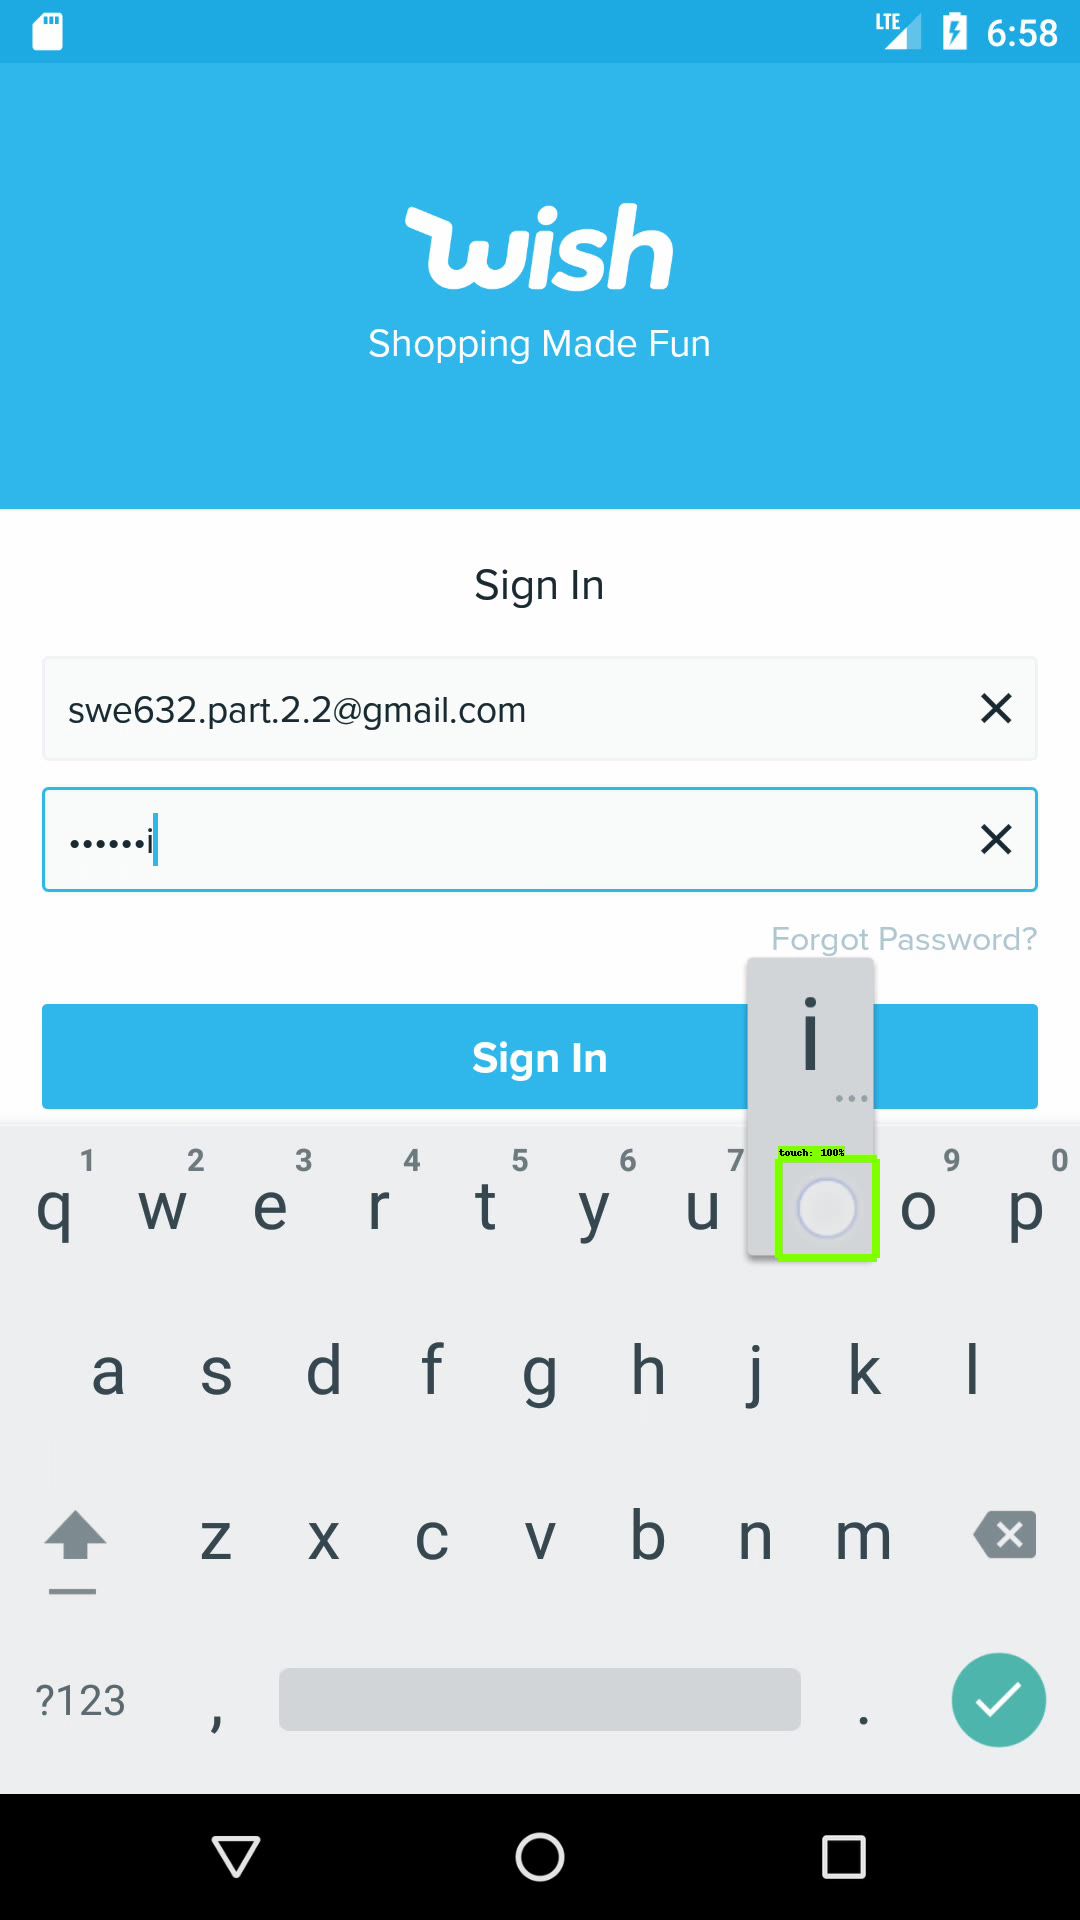 LTE 6:58
wish
Shopping Made Fun
Sign In
swe632.part.2.2@gmail.com
••••••i
Forgot Password?
Sign In
i
...
touch: 100%
1 2 3 4 5 6 7 9 0
q w e r t y u o p
a s d f g h j k l
z x c v b n m
?123 , .